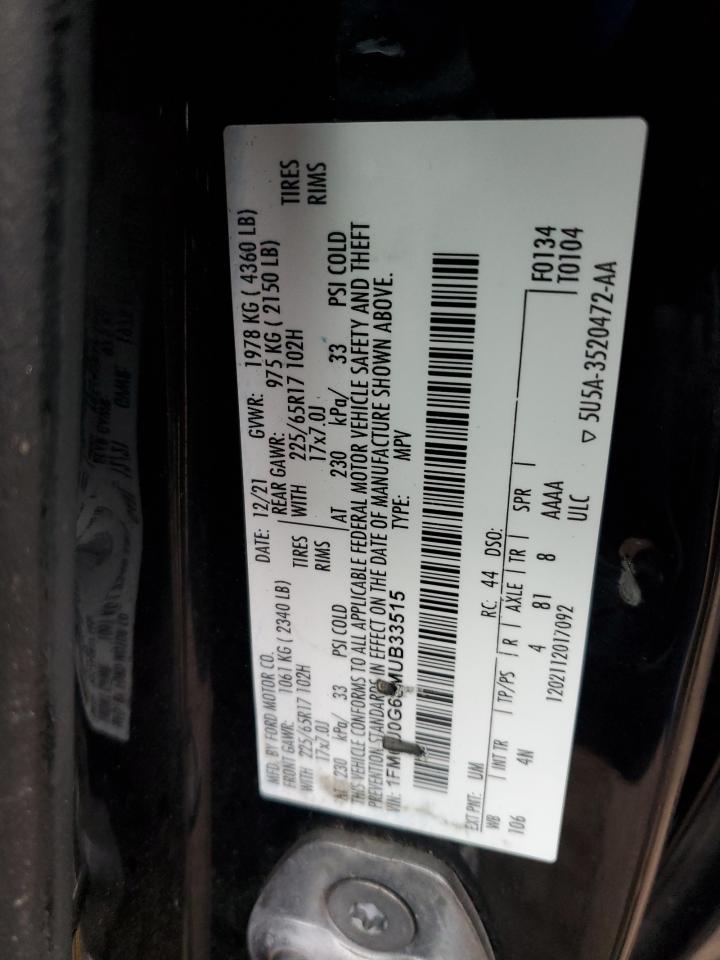 MFD. BY FORD MOTOR CO.
DATE: 12/21 GVWR: 1978 KG ( 4360 LB)
FRONT GAWR: 1061 KG ( 2340 LB) REAR GAWR: 975 KG ( 2150 LB)
WITH 225/65R17 102H TIRES WITH 225/65R17 102H TIRES
17x7.0J RIMS 17x7.0J RIMS
AT 230 kPa/ 33 PSI COLD AT 230 kPa/ 33 PSI COLD
THIS VEHICLE CONFORMS TO ALL APPLICABLE FEDERAL MOTOR VEHICLE SAFETY AND THEFT
PREVENTION STANDARDS IN EFFECT ON THE DATE OF MANUFACTURE SHOWN ABOVE.
VIN: TYPE: MPV
EXT PNT: UM RC: 44 DSO:
WB INT TR TP/PS R AXLE TR SPR F0134
106 4N 4 81 8 AAAA T0104
1202112017092 ULC
▽ 5U5A-3520472-AA